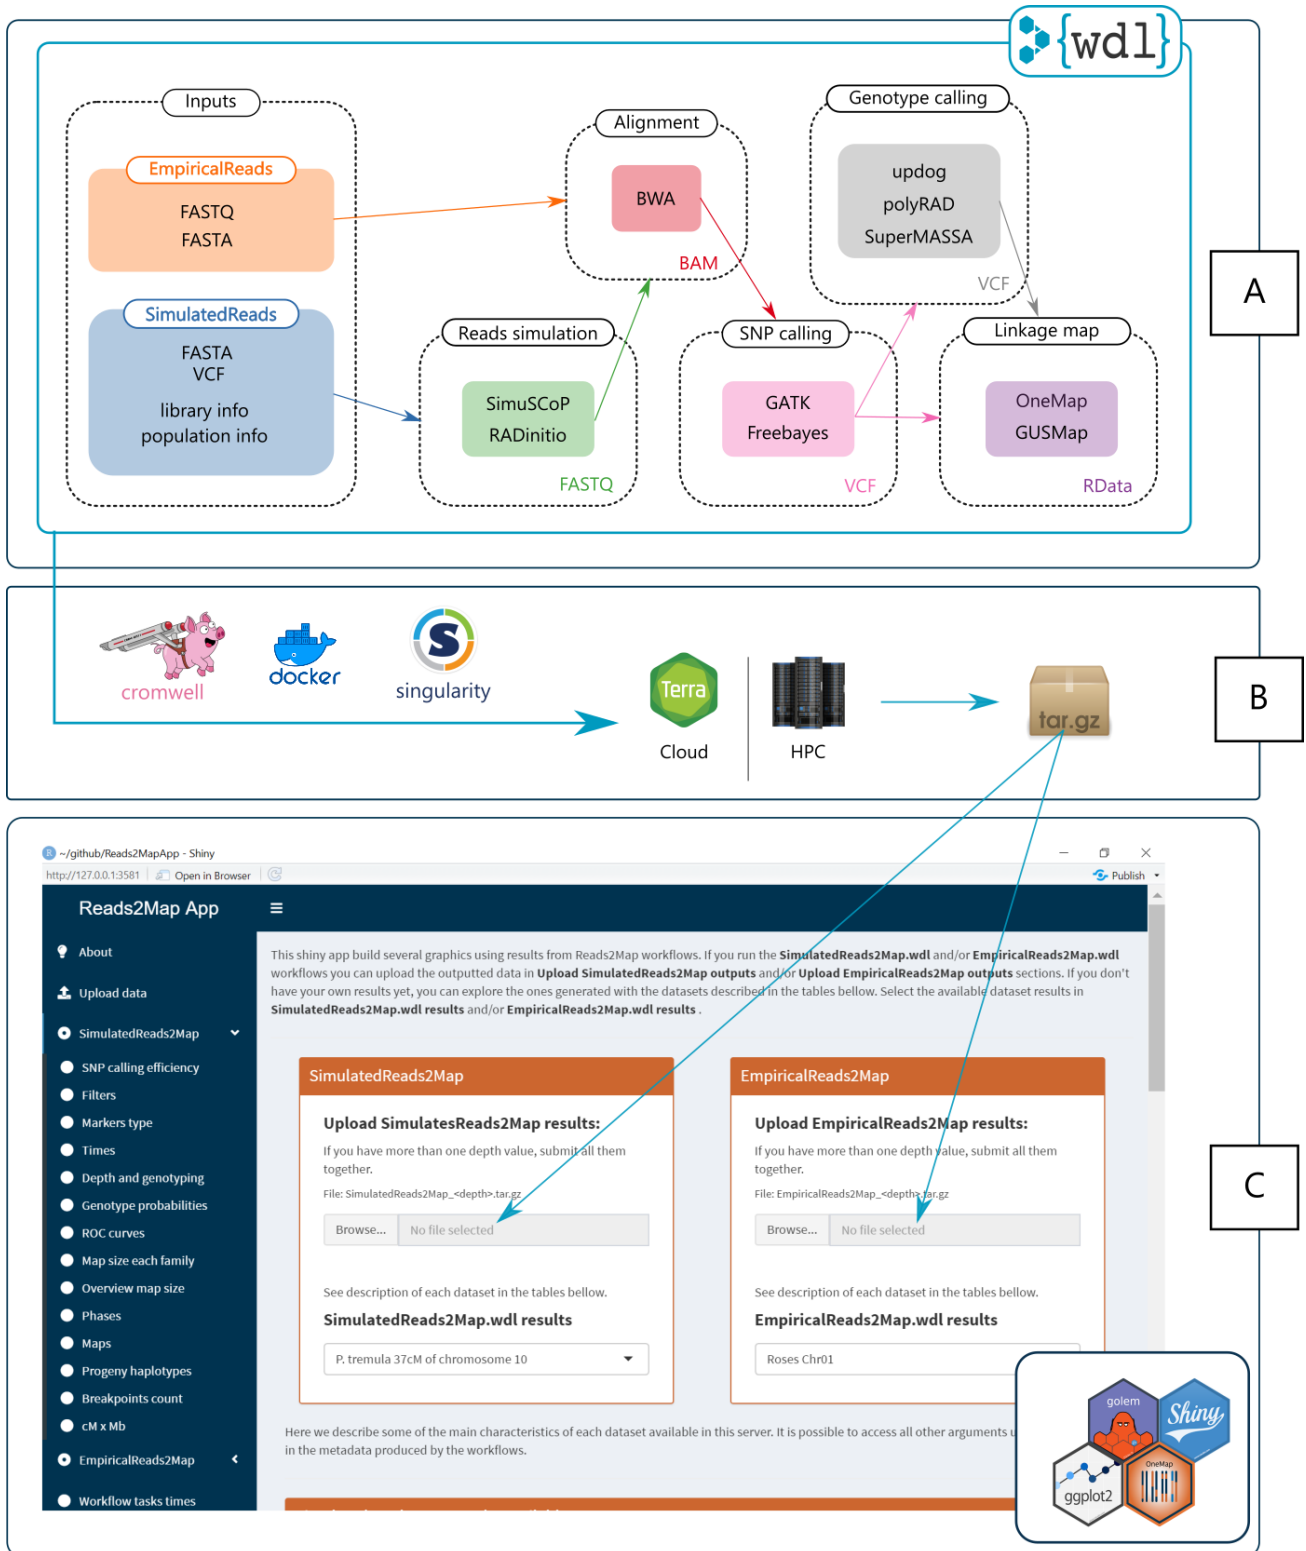 {wdl}
Inputs
EmpiricalReads
FASTQ
FASTA
SimulatedReads
FASTA
VCF
library info
population info
Reads simulation
SimuSCoP
RADinitio
FASTQ
Alignment
BWA
BAM
SNP calling
GATK
Freebayes
VCF
Genotype calling
updog
polyRAD
SuperMASSA
VCF
Linkage map
OneMap
GUSMap
RData
A
cromwell
docker
S
singularity
Terra
Cloud
HPC
tar.gz
B
R ~/github/Reads2MapApp - Shiny
http://127.0.0.1:3581
Open in Browser
Publish
Reads2Map App
About
Upload data
SimulatedReads2Map
SNP calling efficiency
Filters
Markers type
Times
Depth and genotyping
Genotype probabilities
ROC curves
Map size each family
Overview map size
Phases
Maps
Progeny haplotypes
Breakpoints count
cM x Mb
EmpiricalReads2Map
Workflow tasks times
This shiny app build several graphics using results from Reads2Map workflows. If you run the SimulatedReads2Map.wdl and/or EmpiricalReads2Map.wdl
workflows you can upload the outputted data in Upload SimulatedReads2Map outputs and/or Upload EmpiricalReads2Map outputs sections. If you don't
have your own results yet, you can explore the ones generated with the datasets described in the tables bellow. Select the available dataset results in
SimulatedReads2Map.wdl results and/or EmpiricalReads2Map.wdl results .
SimulatedReads2Map
Upload SimulatesReads2Map results:
If you have more than one depth value, submit all them
together.
File: SimulatedReads2Map_<depth>.tar.gz
Browse... No file selected
See description of each dataset in the tables bellow.
SimulatedReads2Map.wdl results
P. tremula 37cM of chromosome 10
EmpiricalReads2Map
Upload EmpiricalReads2Map results:
If you have more than one depth value, submit all them
together.
File: EmpiricalReads2Map_<depth>.tar.gz
Browse... No file selected
See description of each dataset in the tables bellow.
EmpiricalReads2Map.wdl results
Roses Chr01
Here we describe some of the main characteristics of each dataset available in this server. It is possible to access all other arguments
in the metadata produced by the workflows.
golem
Shiny
ggplot2
OneMap
C